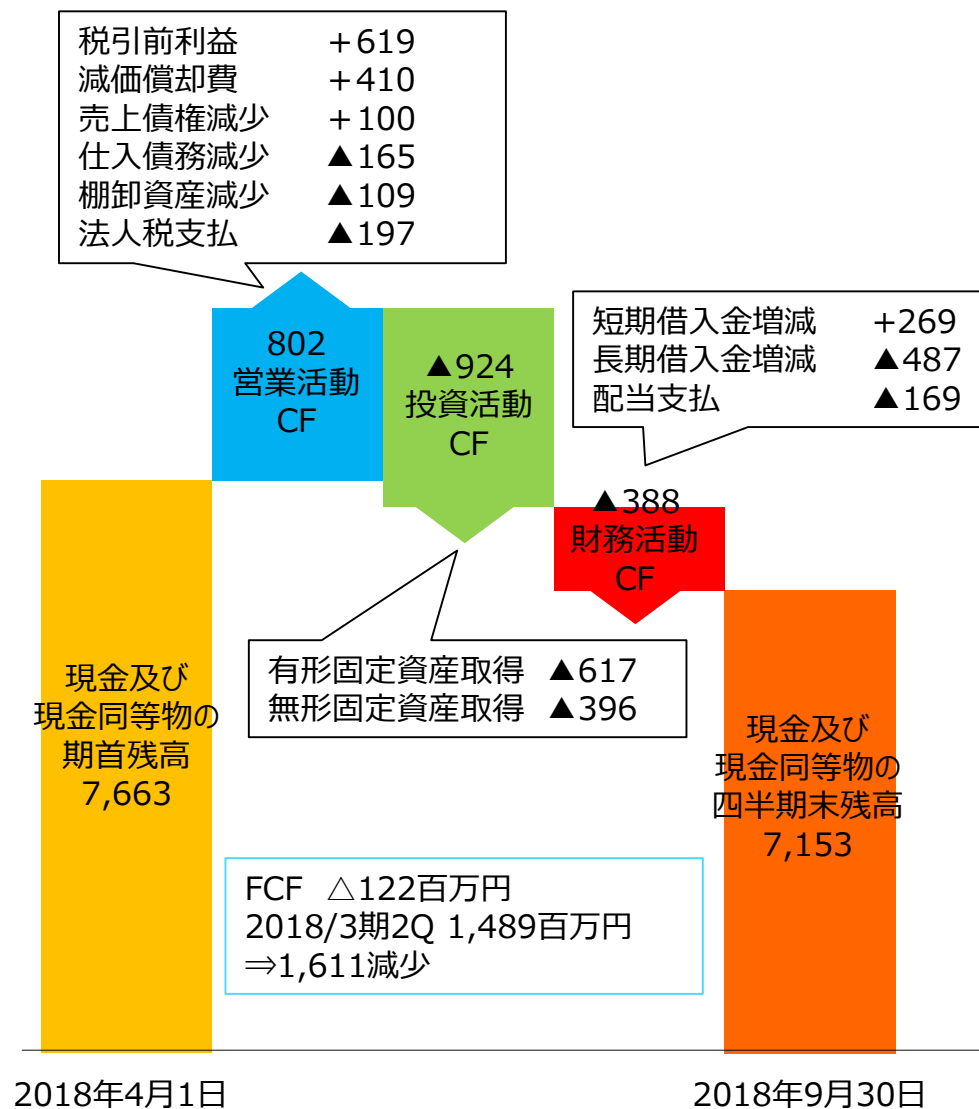 税引前利益 +619
減価償却費 +410
売上債権減少 +100
仕入債務減少 ▲165
棚卸資産減少 ▲109
法人税支払 ▲197
802
営業活動
CF
▲924
投資活動
CF
短期借入金増減 +269
長期借入金増減 ▲487
配当支払 ▲169
▲388
財務活動
CF
有形固定資産取得 ▲617
無形固定資産取得 ▲396
現金及び
現金同等物の
期首残高
7,663
現金及び
現金同等物の
四半期末残高
7,153
FCF △122百万円
2018/3期2Q 1,489百万円
⇒1,611減少
2018年4月1日
2018年9月30日